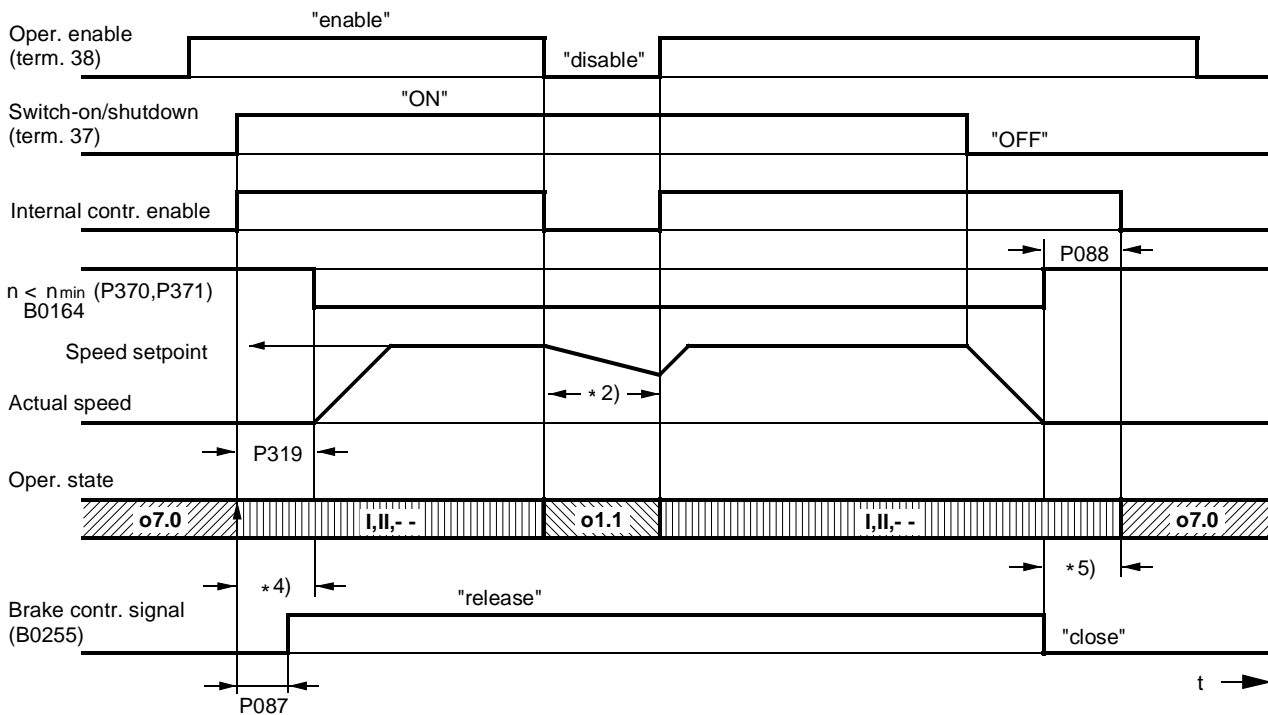 "enable"
Oper. enable
(term. 38)
"disable"
"ON"
Switch-on/shutdown
(term. 37)
"OFF"
Internal contr. enable
P088
n < nmin (P370,P371)
B0164
Speed setpoint
* 2)
Actual speed
P319
Oper. state
o7.0 I,II,- - o1.1 I,II,- - o7.0
* 4) * 5)
"release"
Brake contr. signal
(B0255)
"close"
t
P087